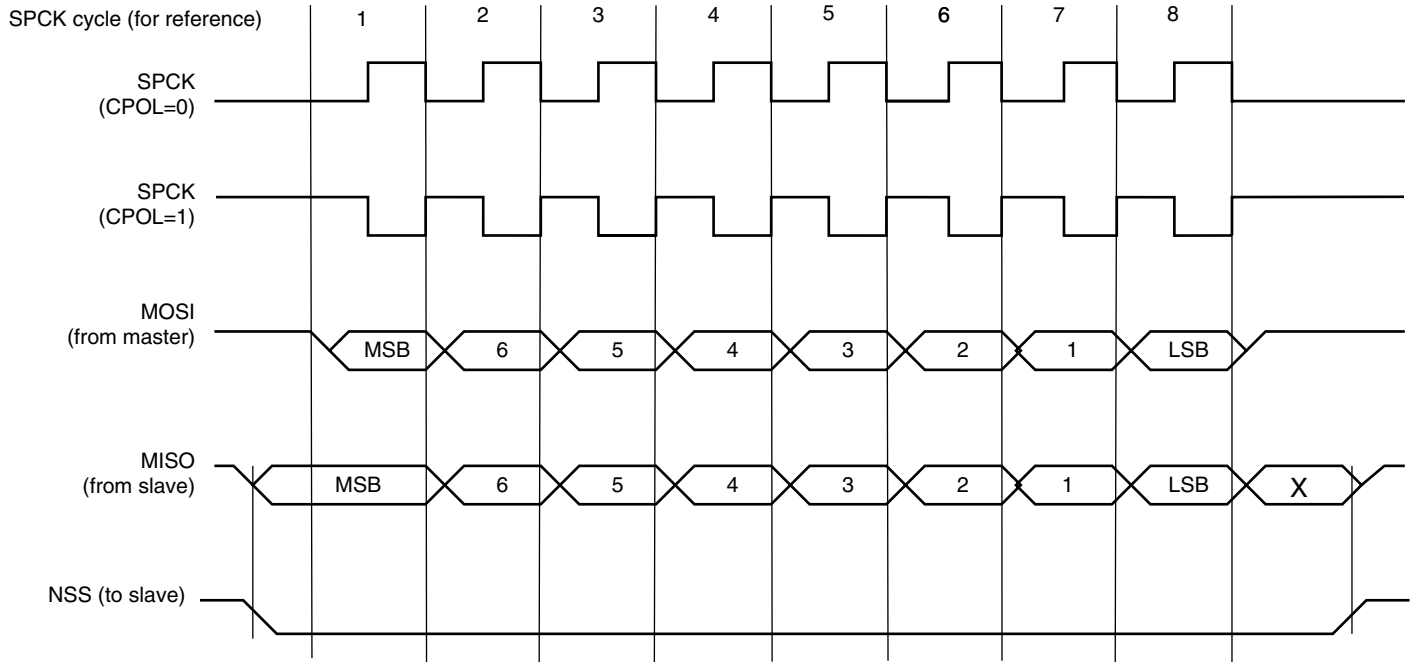 SPCK cycle (for reference)
1 2 3 4 5 6 7 8
SPCK
(CPOL=0)
SPCK
(CPOL=1)
MOSI
(from master)
MSB 6 5 4 3 2 1 LSB
MISO
(from slave)
MSB 6 5 4 3 2 1 LSB X
NSS (to slave)